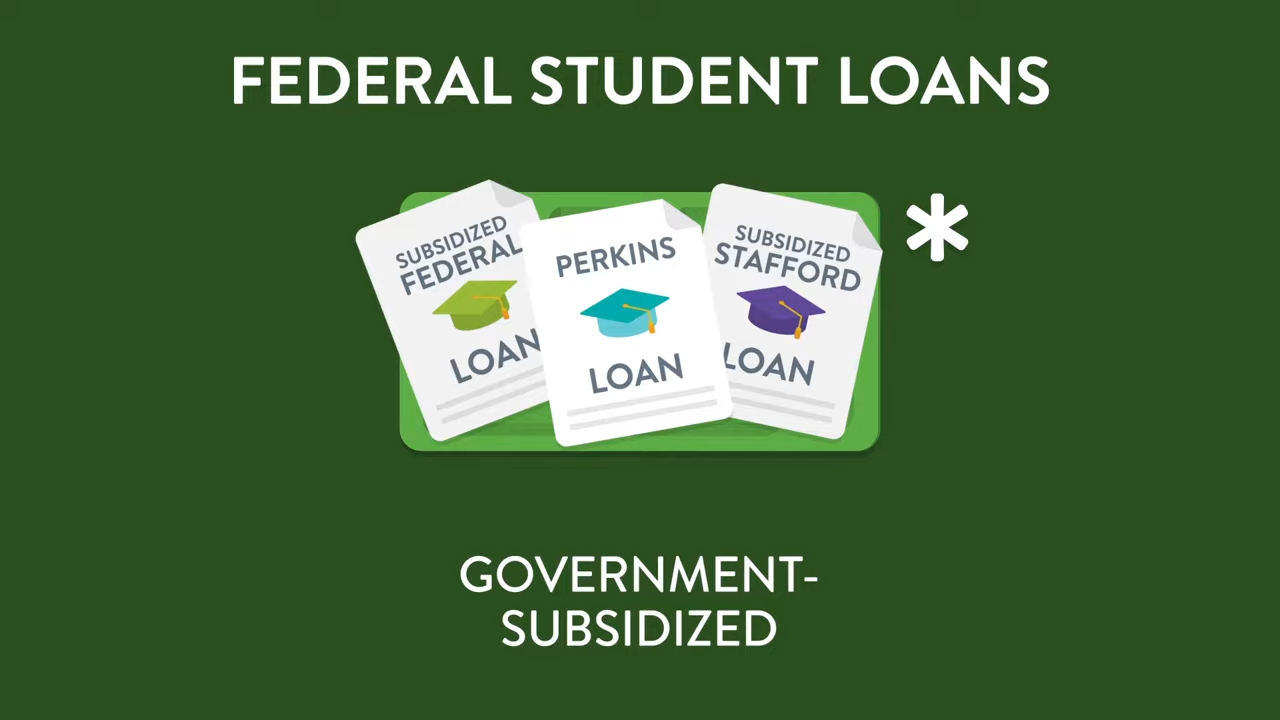 FEDERAL STUDENT LOANS
SUBSIDIZED
FEDERAL
LOAN
PERKINS
LOAN
SUBSIDIZED
STAFFORD
LOAN
*
GOVERNMENT-
SUBSIDIZED